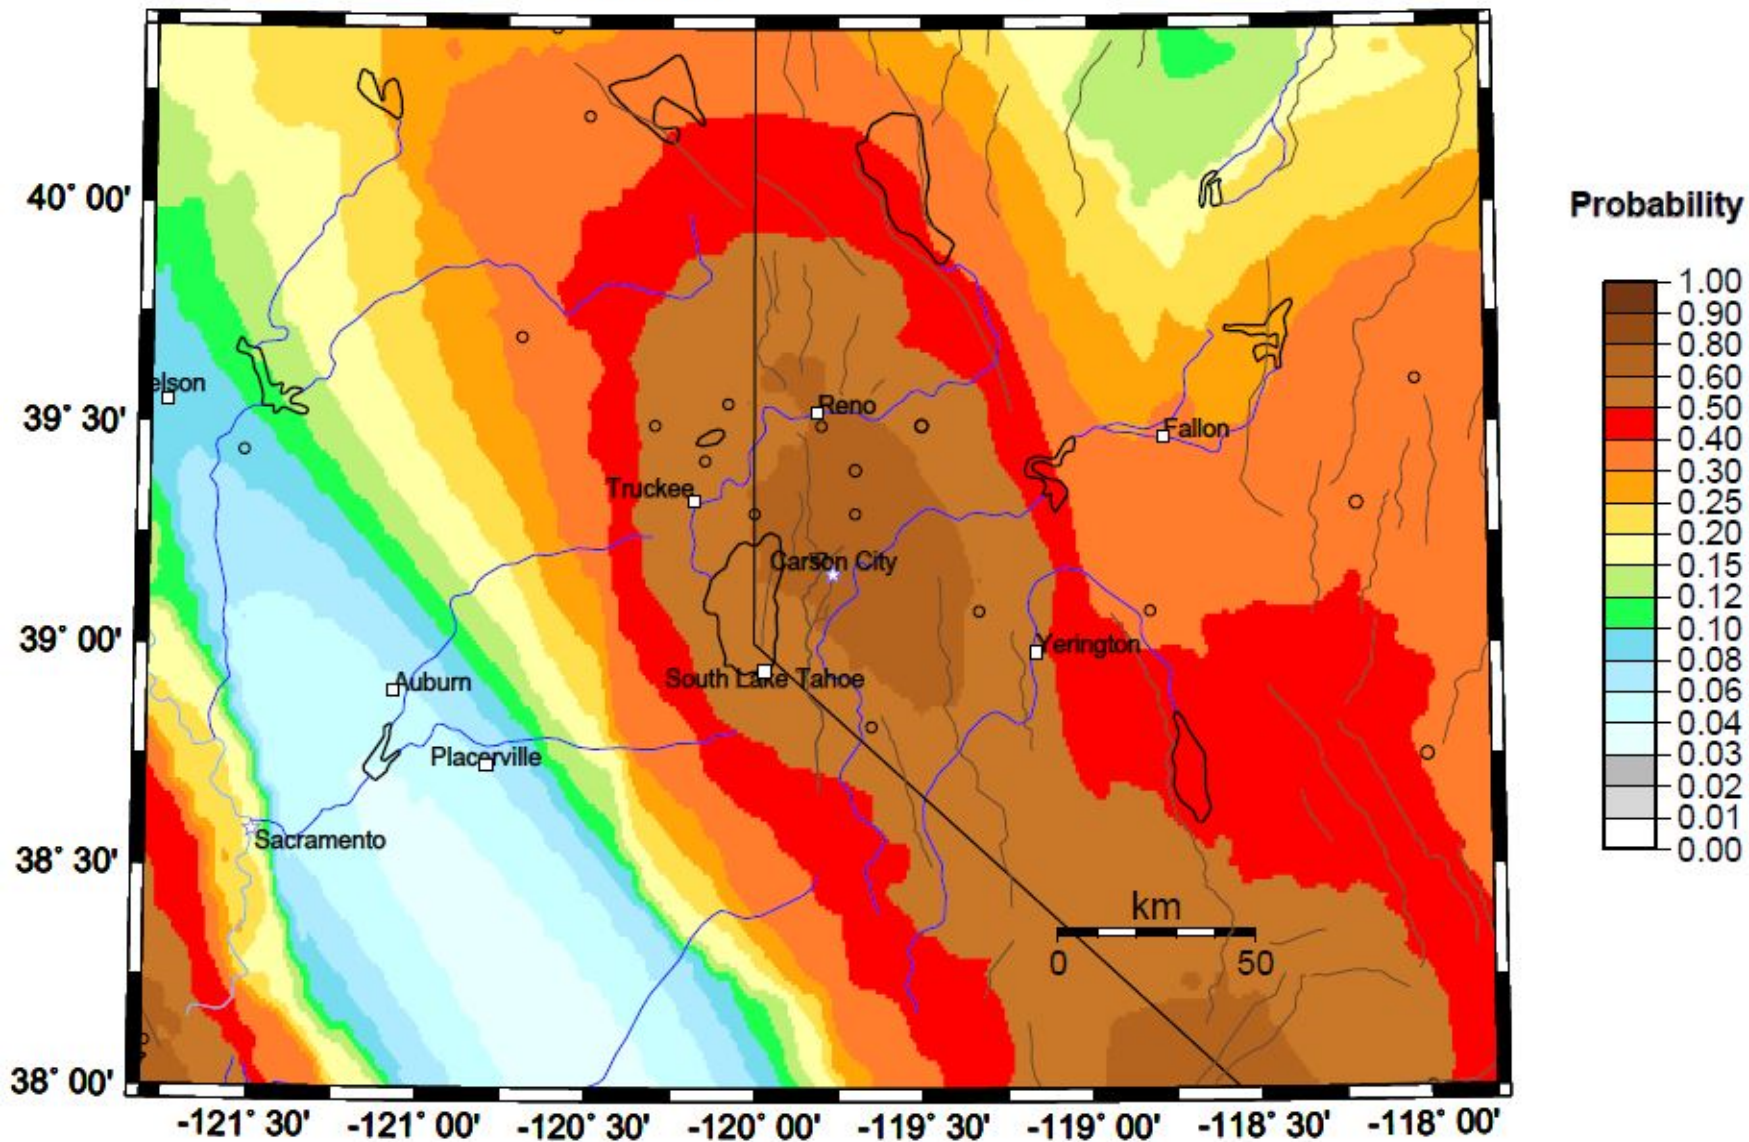 Probability
1.00
0.90
0.80
0.60
0.50
0.40
0.30
0.25
0.20
0.15
0.12
0.10
0.08
0.06
0.04
0.03
0.02
0.01
0.00
40° 00'
39° 30'
39° 00'
38° 30'
38° 00'
elson
Reno
Fallon
Truckee
Carson City
Yerington
South Lake Tahoe
Auburn
Placerville
Sacramento
km
0 50
-121° 30' -121° 00' -120° 30' -120° 00' -119° 30' -119° 00' -118° 30' -118° 00'